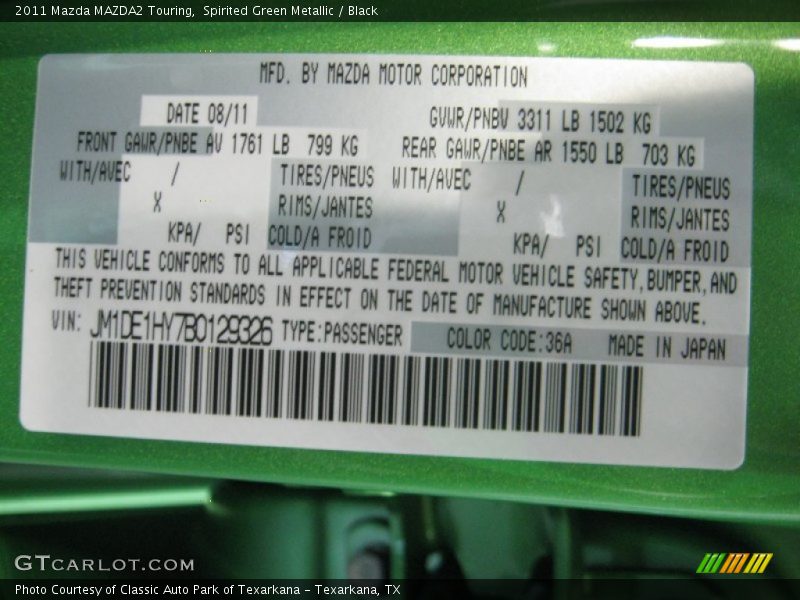 2011 Mazda MAZDA2 Touring,  Spirited Green Metallic / Black
MFD. BY MAZDA MOTOR CORPORATION
DATE 08/11 GVWR/PNBV 3311 LB 1502 KG
FRONT GAWR/PNBE AV 1761 LB 799 KG REAR GAWR/PNBE AR 1550 LB 703 KG
WITH/AVEC / TIRES/PNEUS WITH/AVEC / TIRES/PNEUS
X RIMS/JANTES X RIMS/JANTES
KPA/ PSI COLD/A FROID KPA/ PSI COLD/A FROID
THIS VEHICLE CONFORMS TO ALL APPLICABLE FEDERAL MOTOR VEHICLE SAFETY,BUMPER,AND
THEFT PREVENTION STANDARDS IN EFFECT ON THE DATE OF MANUFACTURE SHOWN ABOVE.
VIN: JM1DE1HY7B0129326 TYPE:PASSENGER COLOR CODE:36A MADE IN JAPAN
GTCARLOT.COM
Photo Courtesy of Classic Auto Park of Texarkana – Texarkana, TX